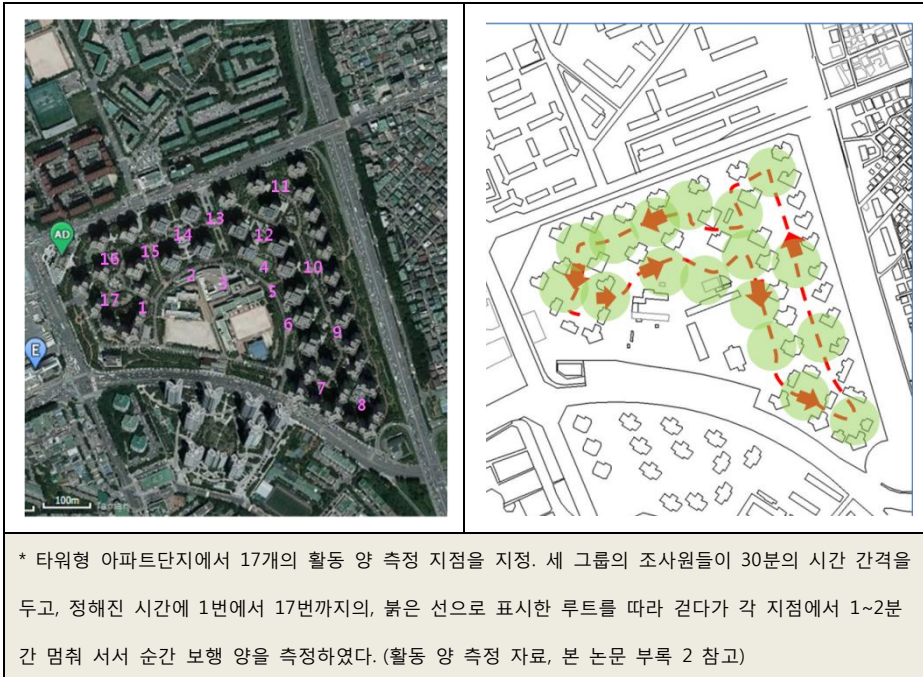 11
13
AD
14
12
15
16
2
4
10
3
17
5
1
6
9
E
7
8
100m
* 타워형 아파트단지에서 17개의 활동 양 측정 지점을 지정. 세 그룹의 조사원들이 30분의 시간 간격을
두고, 정해진 시간에 1번에서 17번까지의, 붉은 선으로 표시한 루트를 따라 걷다가 각 지점에서 1~2분
간 멈춰 서서 순간 보행 양을 측정하였다. (활동 양 측정 자료, 본 논문 부록 2 참고)